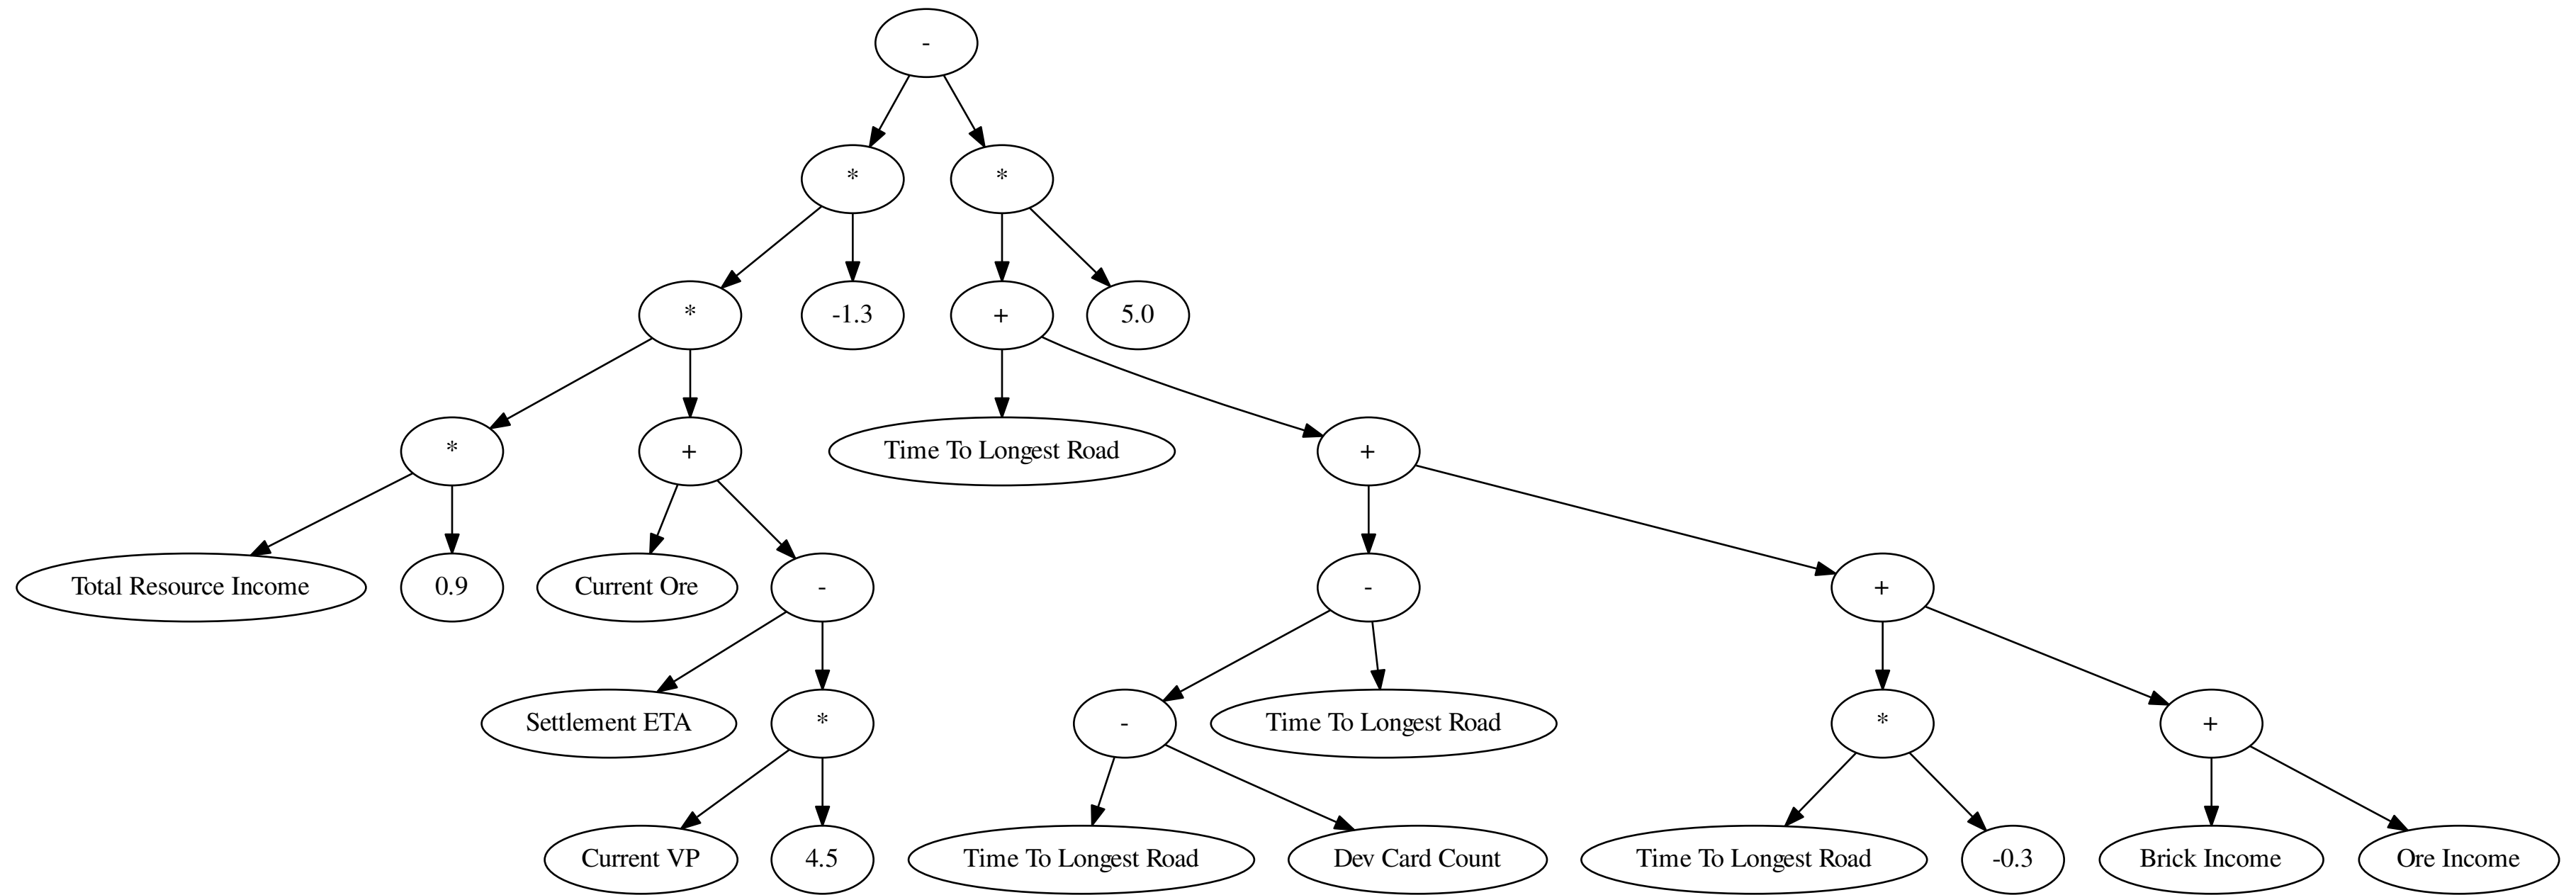 -
*
*
*
-1.3
+
5.0
*
+
Time To Longest Road
+
Total Resource Income
0.9
Current Ore
-
-
+
Settlement ETA
*
-
Time To Longest Road
*
+
Current VP
4.5
Time To Longest Road
Dev Card Count
Time To Longest Road
-0.3
Brick Income
Ore Income